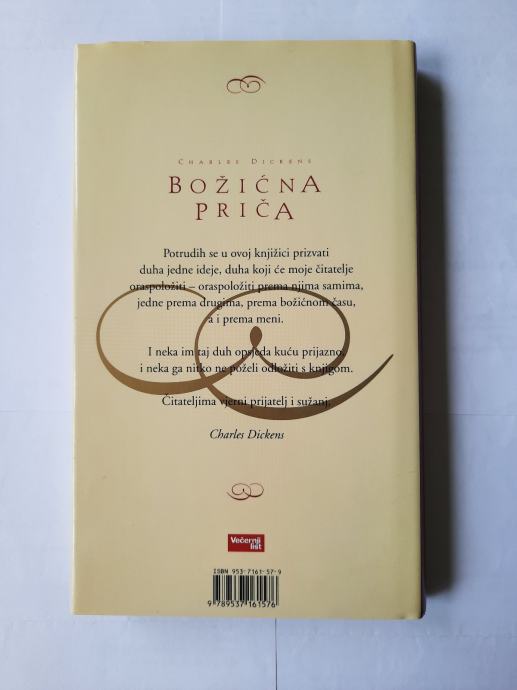 CHARLES DICKENS
BOŽIĆNA
PRIČA
Potrudih se u ovoj knjižici prizvati
duha jedne ideje, duha koji će moje čitatelje
oraspoložiti – oraspoložiti prema njima samima,
jedne prema drugima, prema božićnom času,
a i prema meni.
I neka im taj duh opsjeda kuću prijazno,
i neka ga nitko ne poželi odložiti s knjigom.
Čitateljima vjerni prijatelj i sužanj,
Charles Dickens
Večernji
list
ISBN 953-7161-57-9
9 789537 161576